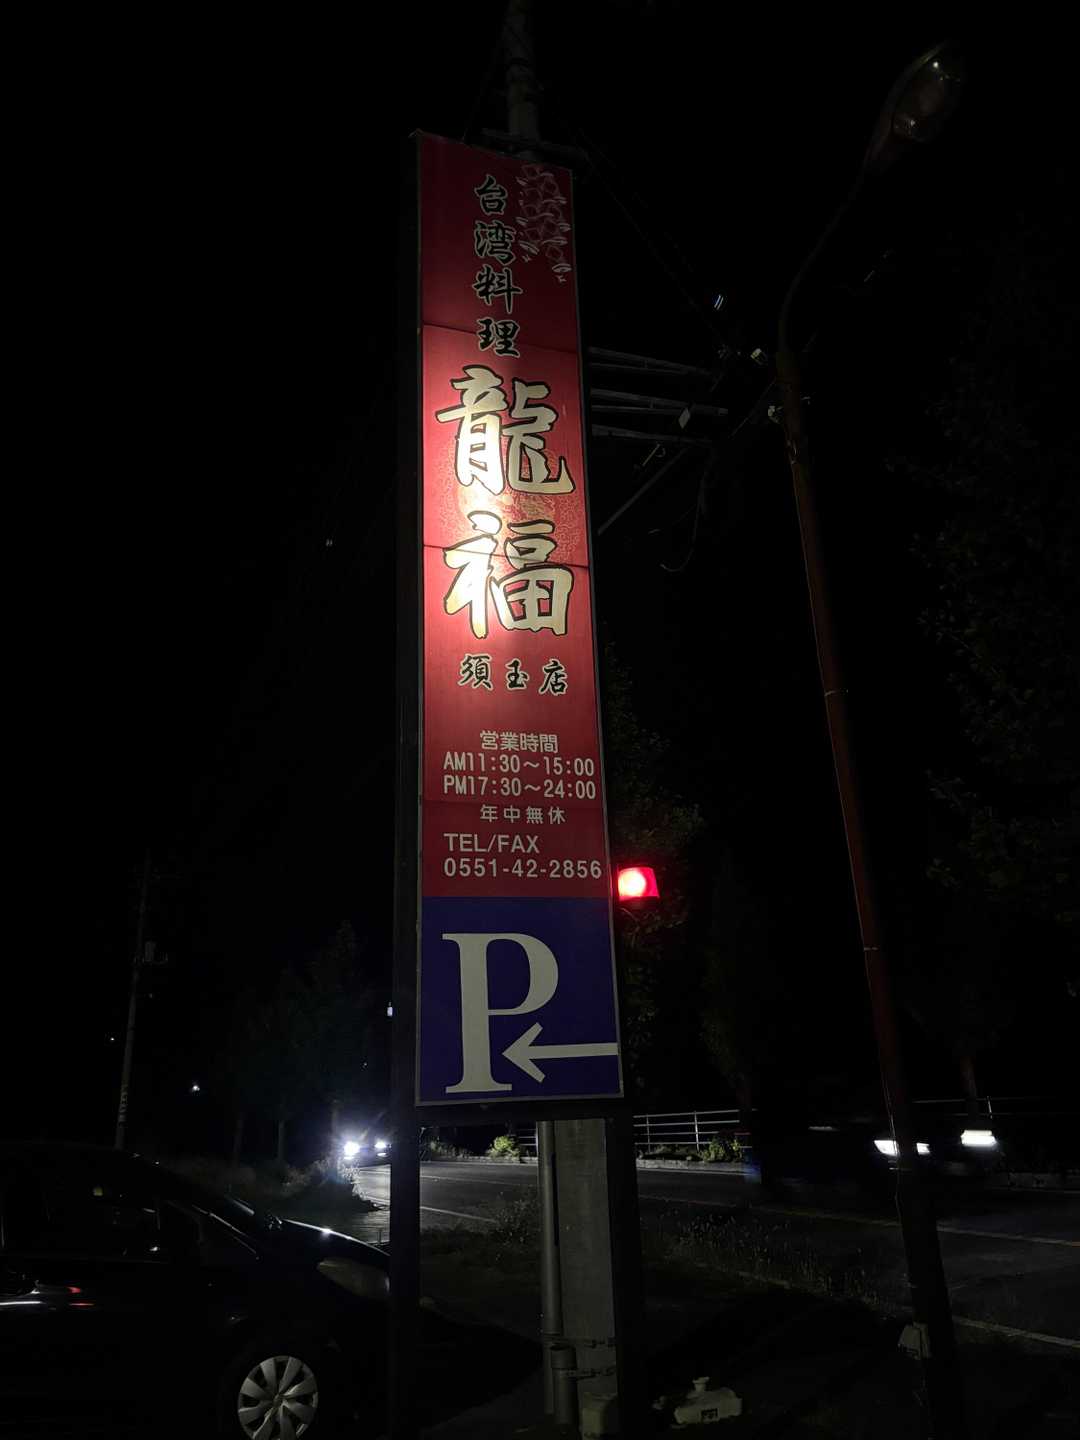 台湾料理
龍福
須玉店
営業時間
AM11:30～15:00
PM17:30～24:00
年中無休
TEL/FAX
0551-42-2856
P